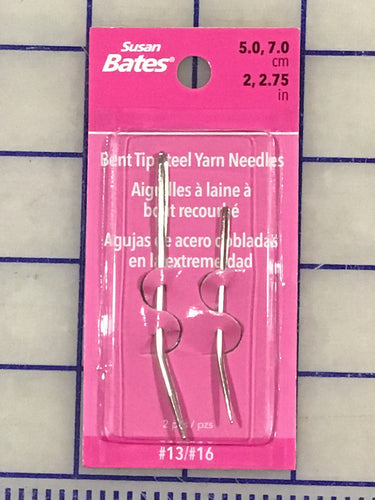 Susan
Bates®
5.0, 7.0
cm
2, 2.75
in
Bent Tip Steel Yarn Needles
Aiguilles à laine à
bout recourbé
Agujas de acero dobladas
en la extremedad
2 pcs / pzs
#13/#16